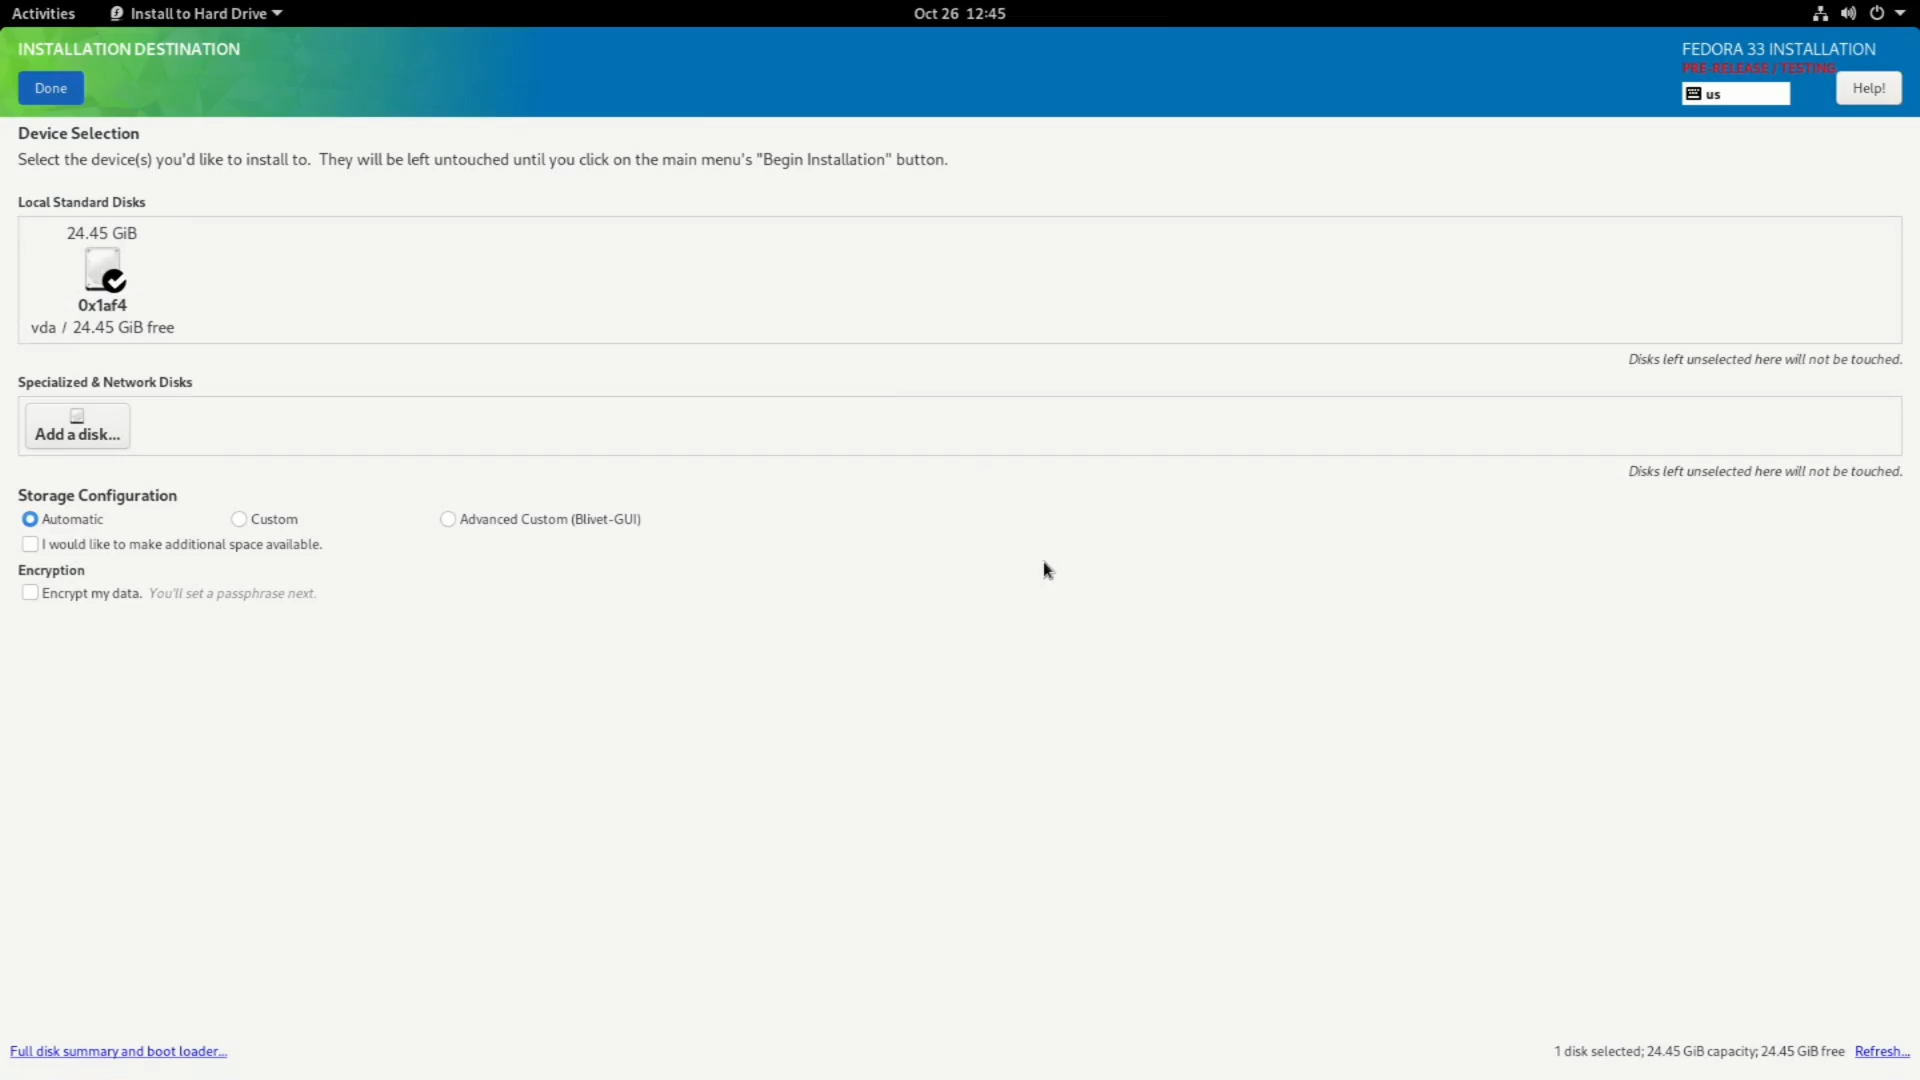 Activities
Install to Hard Drive
Oct 26 12:45
INSTALLATION DESTINATION
FEDORA 33 INSTALLATION
PRE-RELEASE / TESTING
Done
us
Help!
Device Selection
Select the device(s) you'd like to install to. They will be left untouched until you click on the main menu's "Begin Installation" button.
Local Standard Disks
24.45 GiB
0x1af4
vda / 24.45 GiB free
Disks left unselected here will not be touched.
Specialized & Network Disks
Add a disk...
Disks left unselected here will not be touched.
Storage Configuration
Automatic
Custom
Advanced Custom (Blivet-GUI)
I would like to make additional space available.
Encryption
Encrypt my data. You'll set a passphrase next.
Full disk summary and boot loader...
1 disk selected; 24.45 GiB capacity; 24.45 GiB free Refresh...